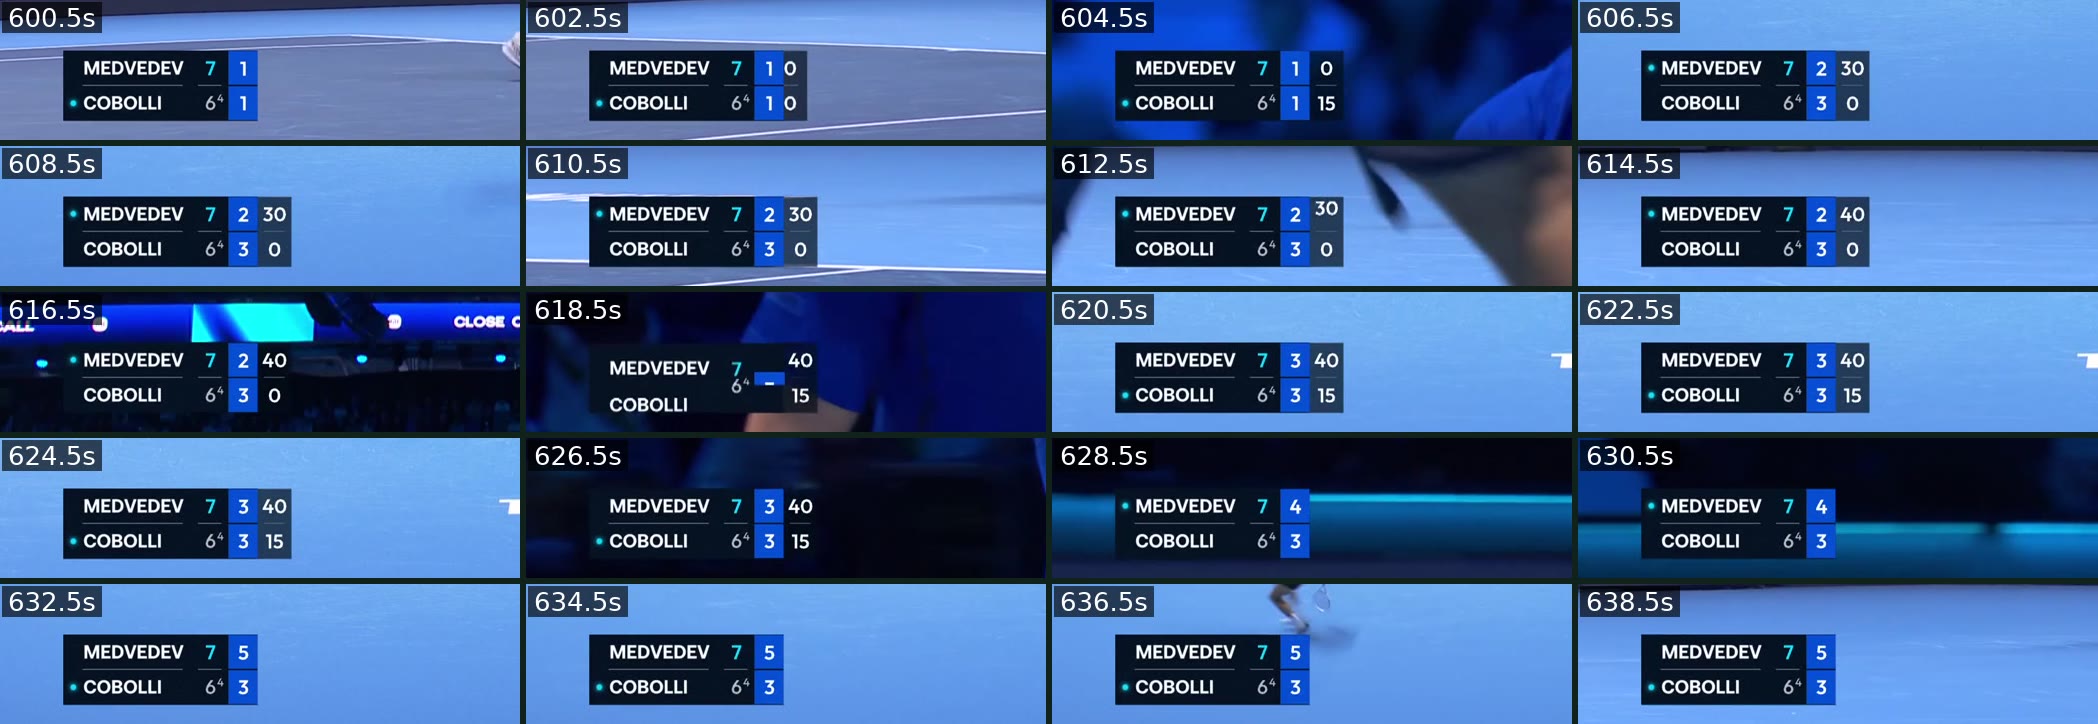 600.5s
MEDVEDEV 7 1
COBOLLI 6⁴ 1
602.5s
MEDVEDEV 7 1 0
COBOLLI 6⁴ 1 0
604.5s
MEDVEDEV 7 1 0
COBOLLI 6⁴ 1 15
606.5s
MEDVEDEV 7 2 30
COBOLLI 6⁴ 3 0
608.5s
MEDVEDEV 7 2 30
COBOLLI 6⁴ 3 0
610.5s
MEDVEDEV 7 2 30
COBOLLI 6⁴ 3 0
612.5s
MEDVEDEV 7 2 30
COBOLLI 6⁴ 3 0
614.5s
MEDVEDEV 7 2 40
COBOLLI 6⁴ 3 0
616.5s
CLOSE
MEDVEDEV 7 2 40
COBOLLI 6⁴ 3 0
618.5s
MEDVEDEV 7 40
COBOLLI 6⁴ 15
620.5s
MEDVEDEV 7 3 40
COBOLLI 6⁴ 3 15
622.5s
MEDVEDEV 7 3 40
COBOLLI 6⁴ 3 15
624.5s
MEDVEDEV 7 3 40
COBOLLI 6⁴ 3 15
626.5s
MEDVEDEV 7 3 40
COBOLLI 6⁴ 3 15
628.5s
MEDVEDEV 7 4
COBOLLI 6⁴ 3
630.5s
MEDVEDEV 7 4
COBOLLI 6⁴ 3
632.5s
MEDVEDEV 7 5
COBOLLI 6⁴ 3
634.5s
MEDVEDEV 7 5
COBOLLI 6⁴ 3
636.5s
MEDVEDEV 7 5
COBOLLI 6⁴ 3
638.5s
MEDVEDEV 7 5
COBOLLI 6⁴ 3